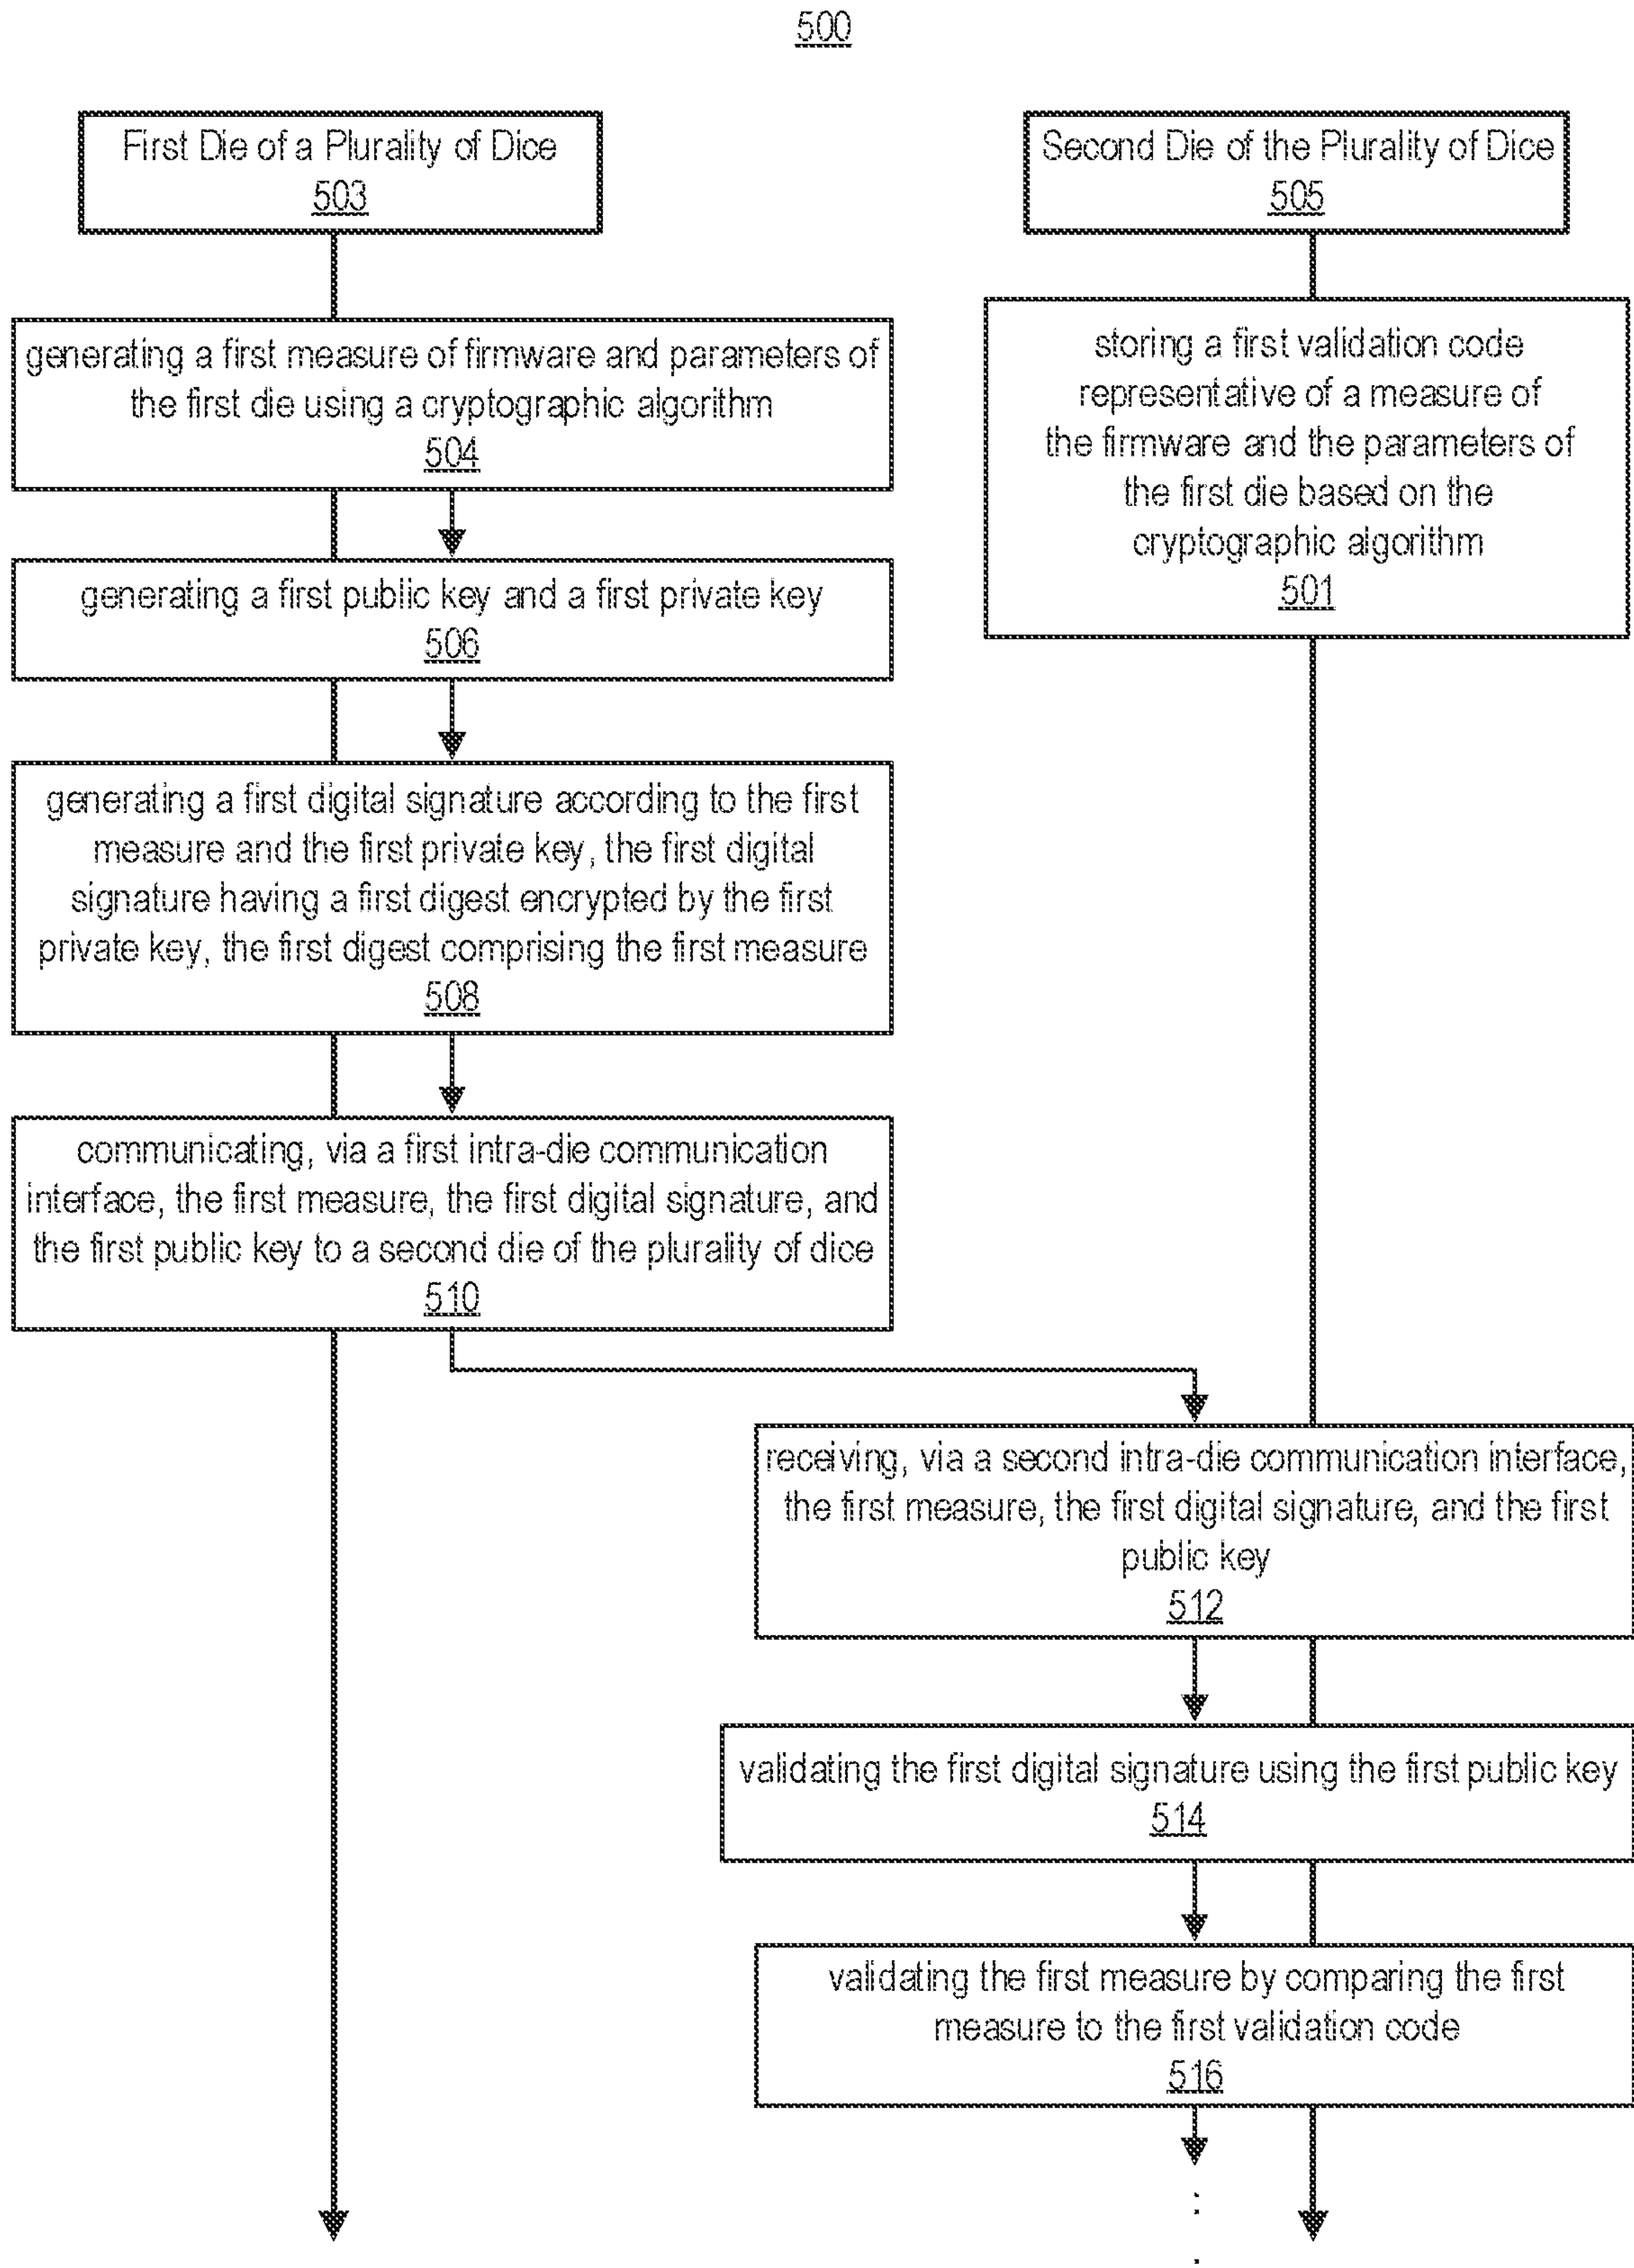 500
First Die of a Plurality of Dice
503
Second Die of the Plurality of Dice
505
generating a first measure of firmware and parameters of
the first die using a cryptographic algorithm
504
storing a first validation code
representative of a measure of
the firmware and the parameters of
the first die based on the
cryptographic algorithm
501
generating a first public key and a first private key
506
generating a first digital signature according to the first
measure and the first private key, the first digital
signature having a first digest encrypted by the first
private key, the first digest comprising the first measure
508
communicating, via a first intra-die communication
interface, the first measure, the first digital signature, and
the first public key to a second die of the plurality of dice
510
receiving, via a second intra-die communication interface,
the first measure, the first digital signature, and the first
public key
512
validating the first digital signature using the first public key
514
validating the first measure by comparing the first
measure to the first validation code
516